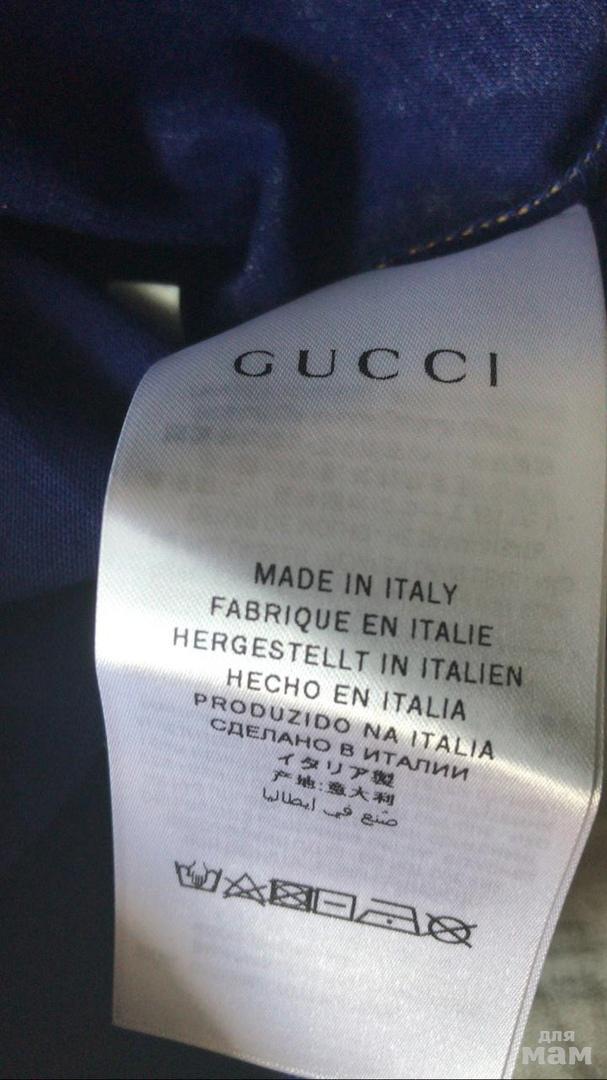 GUCCI
MADE IN ITALY
FABRIQUE EN ITALIE
HERGESTELLT IN ITALIEN
HECHO EN ITALIA
PRODUZIDO NA ITALIA
СДЕЛАНО В ИТАЛИИ
イタリア製
产地:意大利
صنع في ايطاليا
для
мам